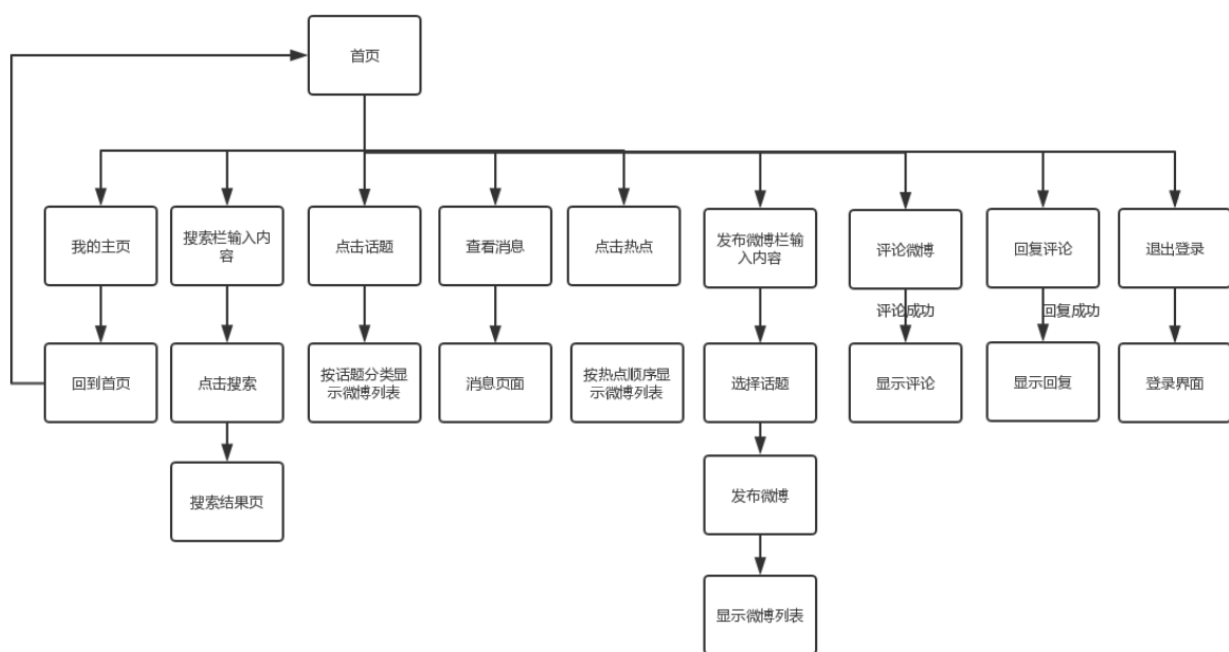 首页
我的主页
搜索栏输入内
容
点击话题
查看消息
点击热点
发布微博栏输
入内容
评论微博
回复评论
退出登录
评论成功
回复成功
回到首页
点击搜索
按话题分类显
示微博列表
消息页面
按热点顺序显
示微博列表
选择话题
显示评论
显示回复
登录界面
搜索结果页
发布微博
显示微博列表